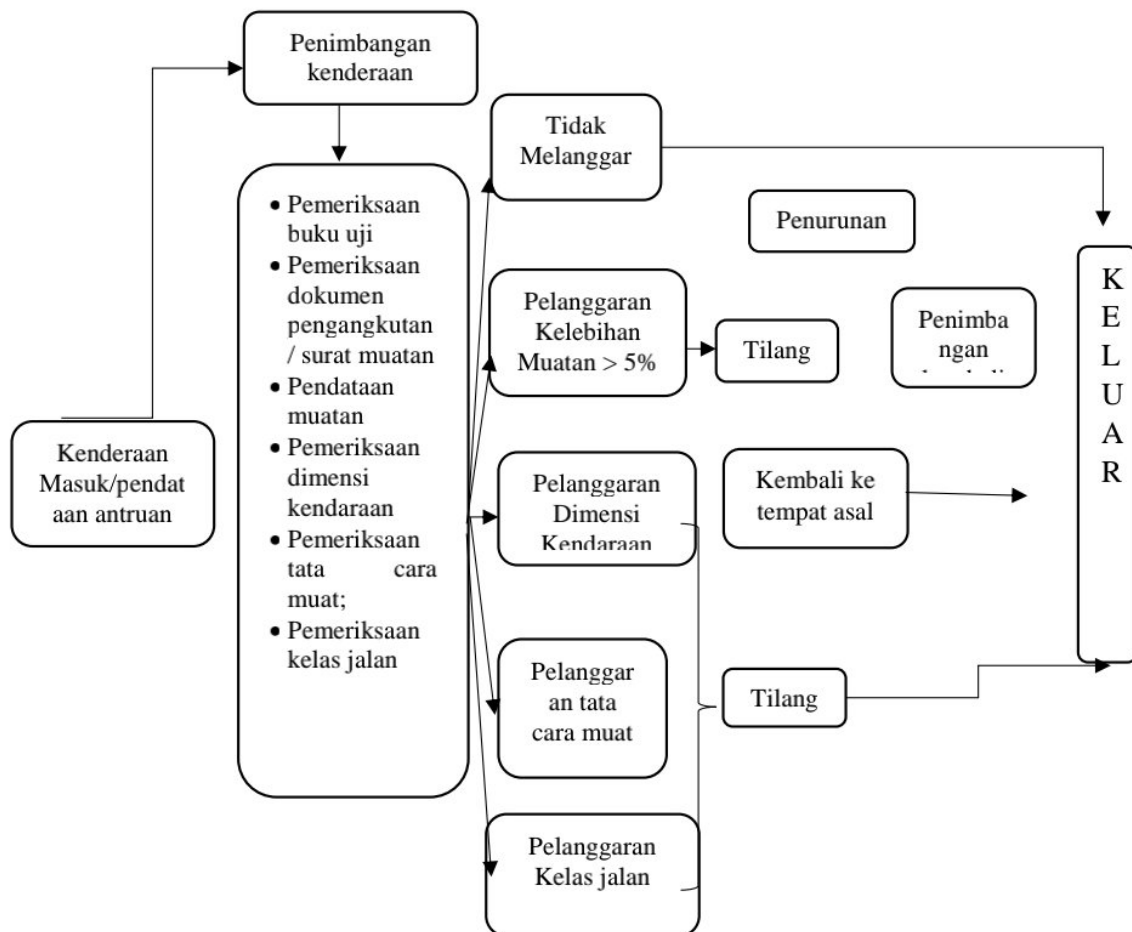 Penimbangan
kenderaan
Tidak
Melanggar
Penurunan
• Pemeriksaan
buku uji
• Pemeriksaan
dokumen
pengangkutan
/ surat muatan
• Pendataan
muatan
• Pemeriksaan
dimensi
kendaraan
• Pemeriksaan
tata cara
muat;
• Pemeriksaan
kelas jalan
Pelanggaran
Kelebihan
Muatan > 5%
Tilang
Penimba
ngan
K
E
L
U
A
R
Kenderaan
Masuk/pendat
aan antruan
Pelanggaran
Dimensi
Kendaraan
Kembali ke
tempat asal
Pelanggar
an tata
cara muat
Tilang
Pelanggaran
Kelas jalan